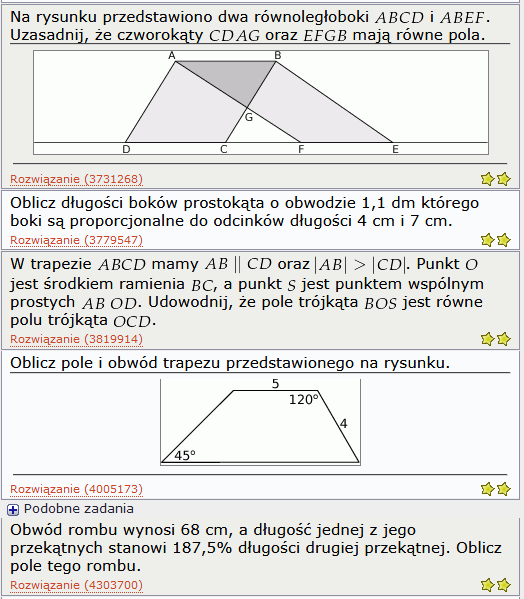 Na rysunku przedstawiono dwa równoległoboki ABCD i ABEF.
Uzasadnij, że czworokąty CDAG oraz EFGB mają równe pola.
A B
G
D C F E
Rozwiązanie (3731268)
Oblicz długości boków prostokąta o obwodzie 1,1 dm którego
boki są proporcjonalne do odcinków długości 4 cm i 7 cm.
Rozwiązanie (3779547)
W trapezie ABCD mamy AB || CD oraz |AB| > |CD|. Punkt O
jest środkiem ramienia BC, a punkt S jest punktem wspólnym
prostych AB OD. Udowodnij, że pole trójkąta BOS jest równe
polu trójkąta OCD.
Rozwiązanie (3819914)
Oblicz pole i obwód trapezu przedstawionego na rysunku.
5
120º
4
45º
Rozwiązanie (4005173)
Podobne zadania
Obwód rombu wynosi 68 cm, a długość jednej z jego
przekątnych stanowi 187,5% długości drugiej przekątnej. Oblicz
pole tego rombu.
Rozwiązanie (4303700)